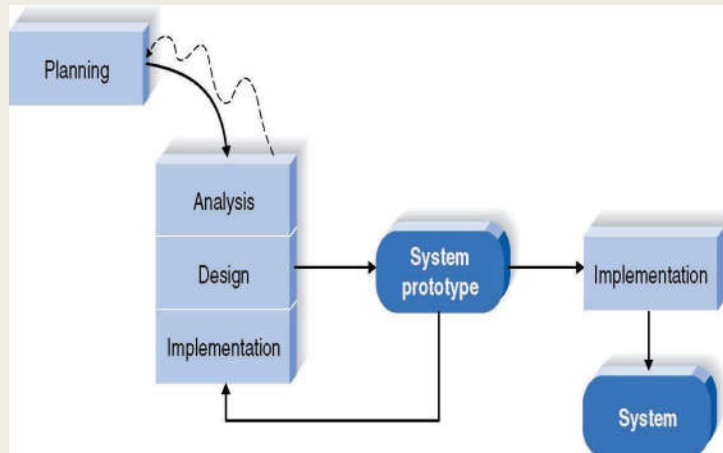 Planning
Analysis
Design
Implementation
System
prototype
Implementation
System